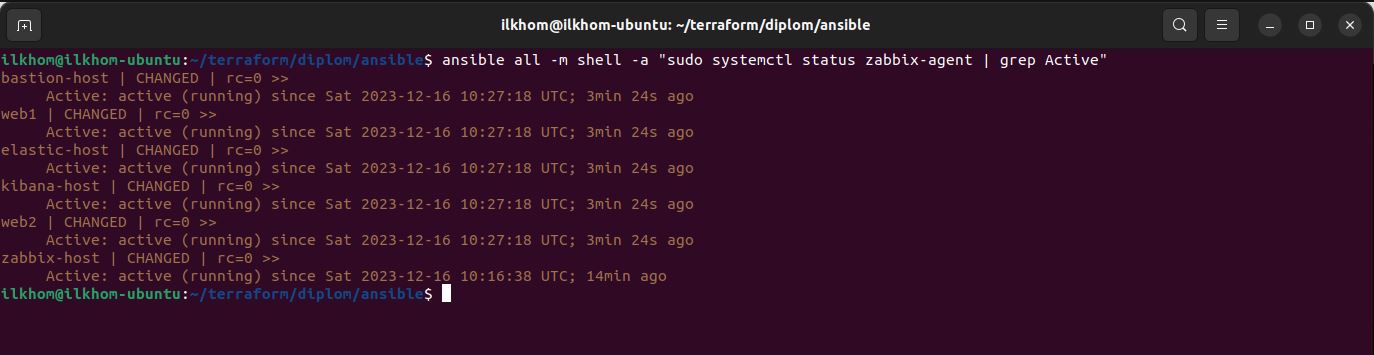 ilkhom@ilkhom-ubuntu: ~/terraform/diplom/ansible
ilkhom@ilkhom-ubuntu:~/terraform/diplom/ansible$ ansible all -m shell -a "sudo systemctl status zabbix-agent | grep Active"
bastion-host | CHANGED | rc=0 >>
     Active: active (running) since Sat 2023-12-16 10:27:18 UTC; 3min 24s ago
web1 | CHANGED | rc=0 >>
     Active: active (running) since Sat 2023-12-16 10:27:18 UTC; 3min 24s ago
elastic-host | CHANGED | rc=0 >>
     Active: active (running) since Sat 2023-12-16 10:27:18 UTC; 3min 24s ago
kibana-host | CHANGED | rc=0 >>
     Active: active (running) since Sat 2023-12-16 10:27:18 UTC; 3min 24s ago
web2 | CHANGED | rc=0 >>
     Active: active (running) since Sat 2023-12-16 10:27:18 UTC; 3min 24s ago
zabbix-host | CHANGED | rc=0 >>
     Active: active (running) since Sat 2023-12-16 10:16:38 UTC; 14min ago
ilkhom@ilkhom-ubuntu:~/terraform/diplom/ansible$